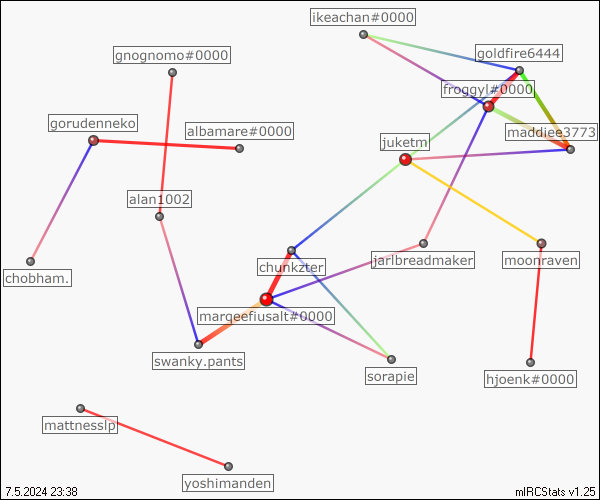 ikeachan#0000
gnognomo#0000
goldfire6444
froggyl#0000
gorudenneko
albamare#0000
maddiee3773
juketm
alan1002
chobham.
chunkzter
jarlbreadmaker
moonraven
marqeefiusalt#0000
swanky.pants
sorapie
hjoenk#0000
mattnesslp
yoshimanden
7.5.2024 23:38
mIRCStats v1.25